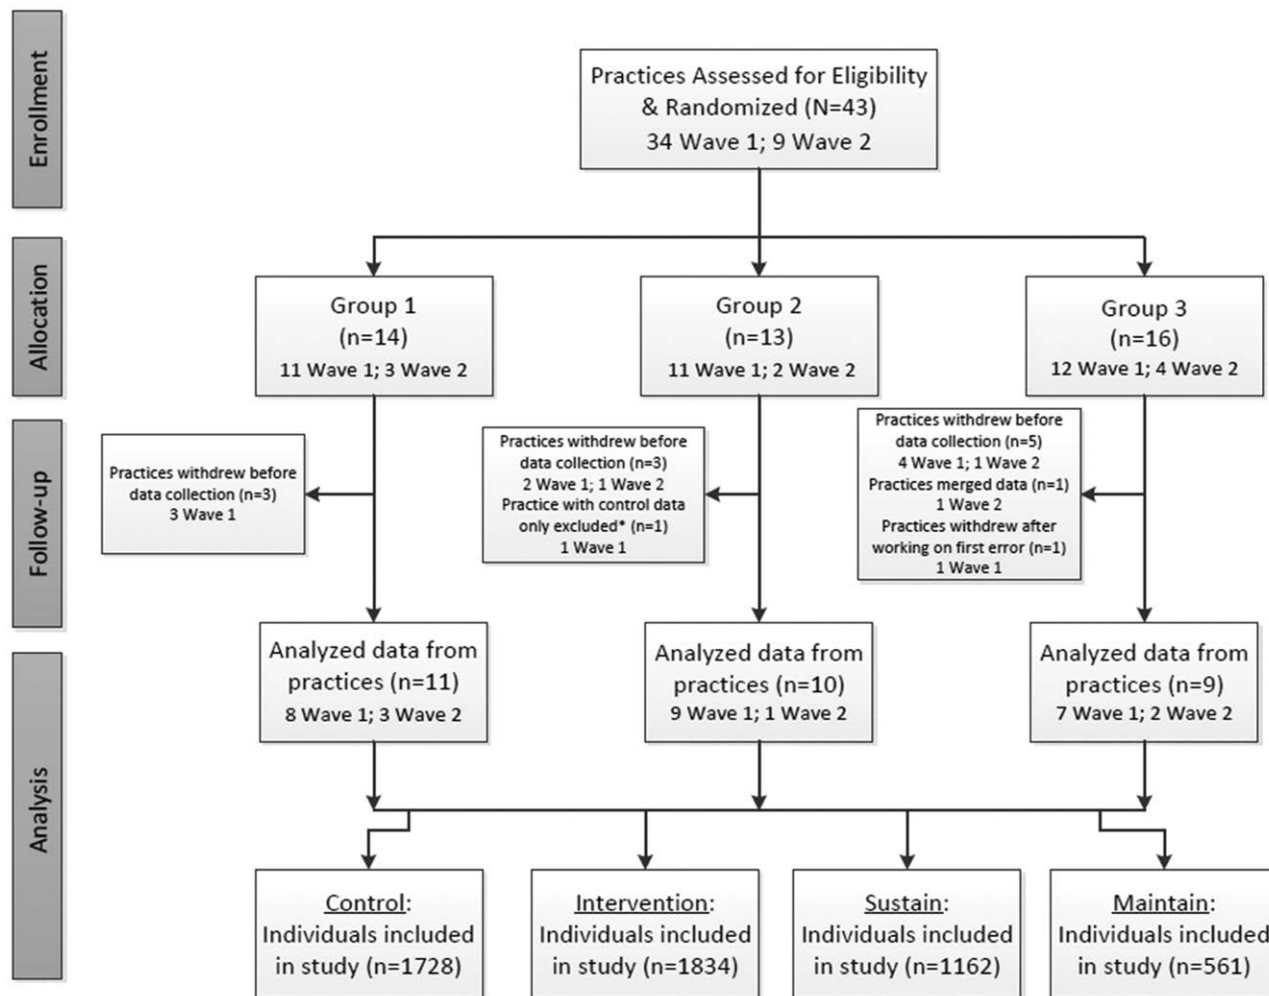 Enrollment
Practices Assessed for Eligibility
& Randomized (N=43)
34 Wave 1; 9 Wave 2
Allocation
Group 1
(n=14)
11 Wave 1; 3 Wave 2
Group 2
(n=13)
11 Wave 1; 2 Wave 2
Group 3
(n=16)
12 Wave 1; 4 Wave 2
Follow-up
Practices withdrew before
data collection (n=3)
3 Wave 1
Practices withdrew before
data collection (n=3)
2 Wave 1; 1 Wave 2
Practice with control data
only excluded* (n=1)
1 Wave 1
Practices withdrew before
data collection (n=5)
4 Wave 1; 1 Wave 2
Practices merged data (n=1)
1 Wave 2
Practices withdrew after
working on first error (n=1)
1 Wave 1
Analysis
Analyzed data from
practices (n=11)
8 Wave 1; 3 Wave 2
Analyzed data from
practices (n=10)
9 Wave 1; 1 Wave 2
Analyzed data from
practices (n=9)
7 Wave 1; 2 Wave 2
Control:
Individuals included
in study (n=1728)
Intervention:
Individuals included
in study (n=1834)
Sustain:
Individuals included
in study (n=1162)
Maintain:
Individuals included
in study (n=561)